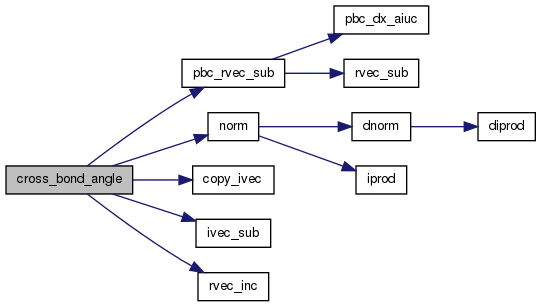 pbc_dx_aiuc
pbc_rvec_sub
rvec_sub
norm
dnorm
diprod
cross_bond_angle
copy_ivec
iprod
ivec_sub
rvec_inc